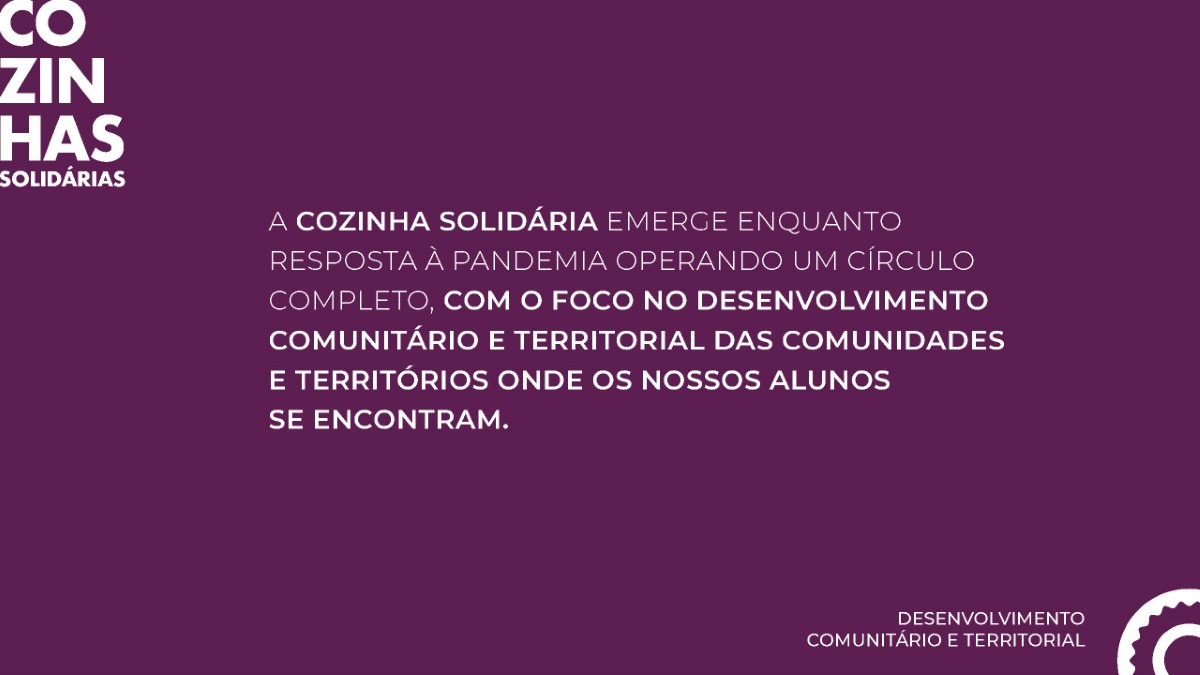 CO
ZIN
HAS
SOLIDÁRIAS
A COZINHA SOLIDÁRIA EMERGE ENQUANTO
RESPOSTA À PANDEMIA OPERANDO UM CÍRCULO
COMPLETO, COM O FOCO NO DESENVOLVIMENTO
COMUNITÁRIO E TERRITORIAL DAS COMUNIDADES
E TERRITÓRIOS ONDE OS NOSSOS ALUNOS
SE ENCONTRAM.
DESENVOLVIMENTO
COMUNITÁRIO E TERRITORIAL